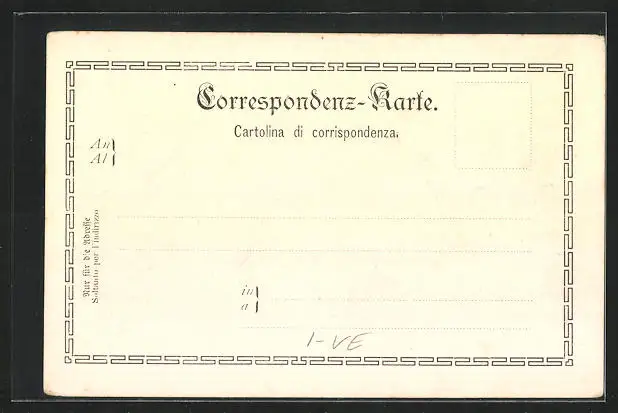 Correspondenz-Karte.
Cartolina di corrispondenza.
An
Al
Nur für die Adresse
Soltanto per l'indirizzo
in
a
I-VE